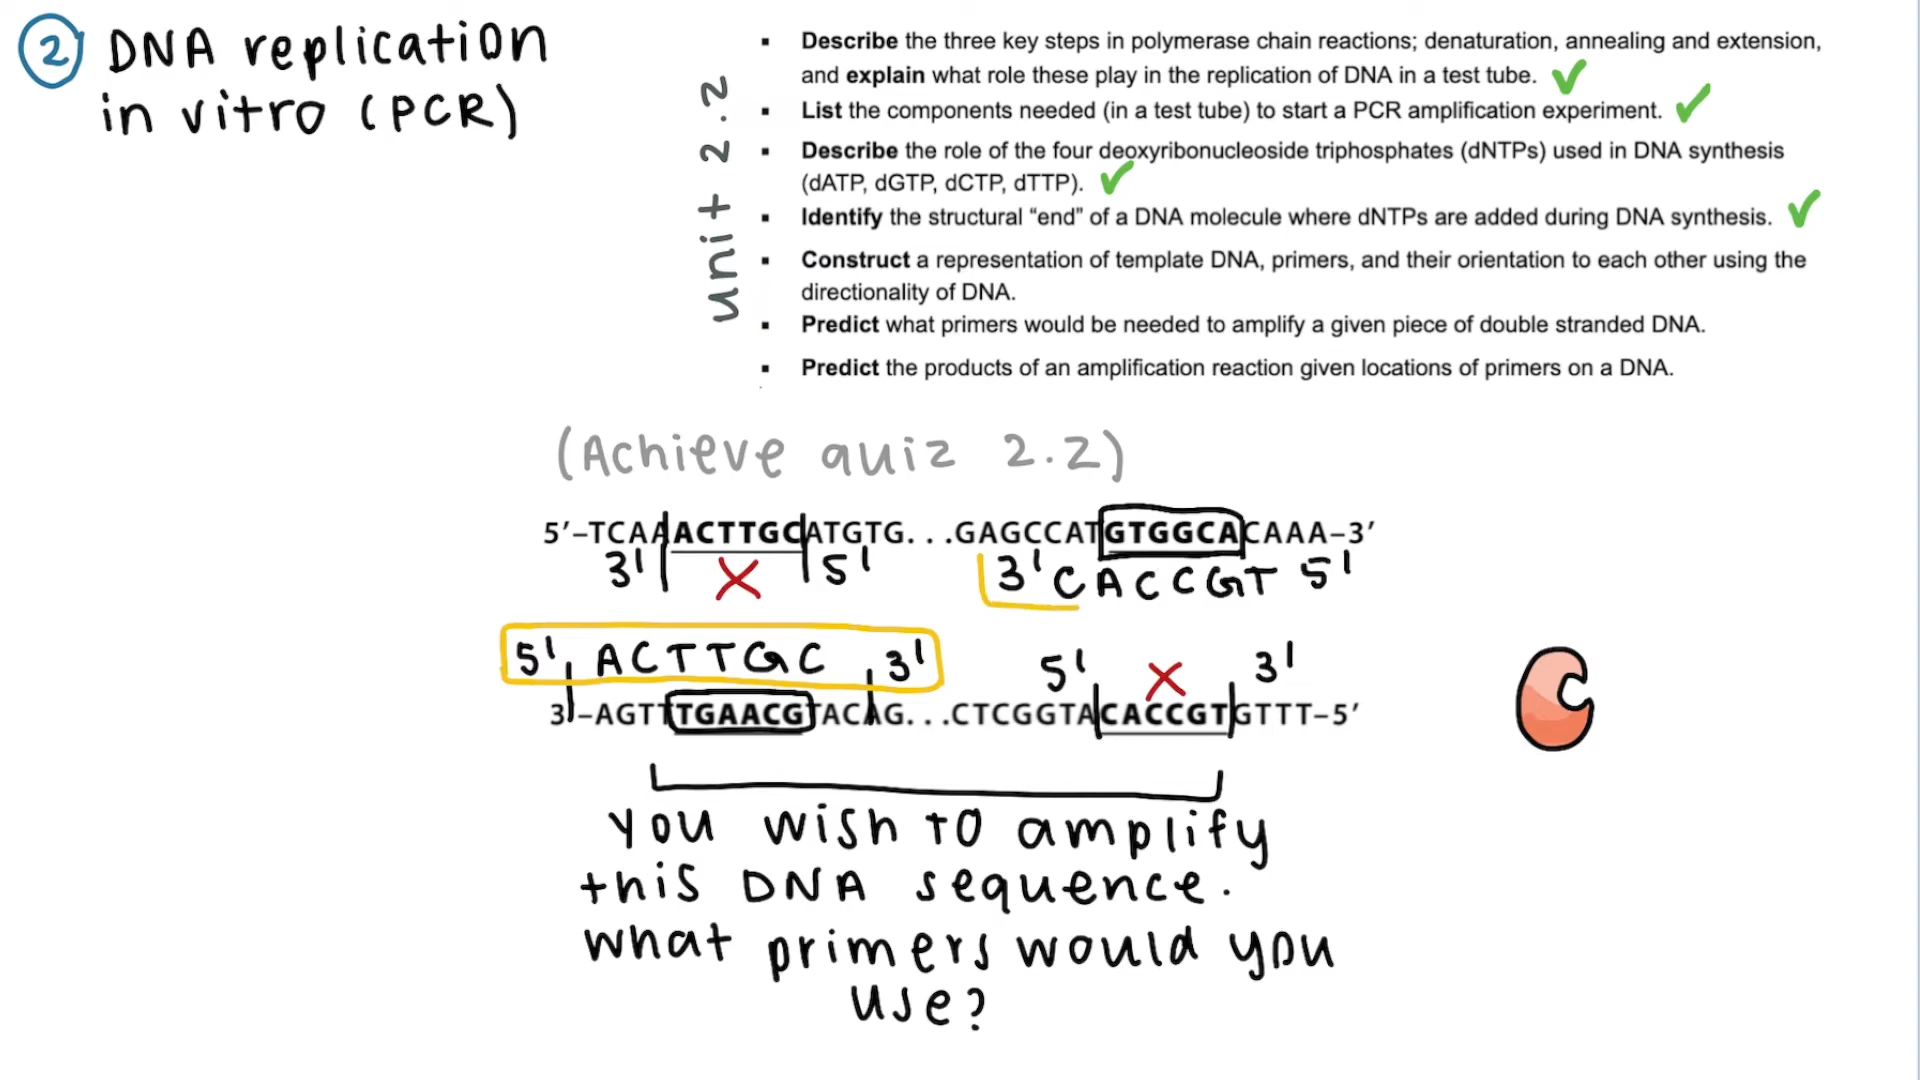 2 DNA replication
in vitro (PCR)
unit 2.2
▪ Describe the three key steps in polymerase chain reactions; denaturation, annealing and extension,
and explain what role these play in the replication of DNA in a test tube. ✓
▪ List the components needed (in a test tube) to start a PCR amplification experiment. ✓
▪ Describe the role of the four deoxyribonucleoside triphosphates (dNTPs) used in DNA synthesis
(dATP, dGTP, dCTP, dTTP). ✓
▪ Identify the structural “end” of a DNA molecule where dNTPs are added during DNA synthesis. ✓
▪ Construct a representation of template DNA, primers, and their orientation to each other using the
directionality of DNA.
▪ Predict what primers would be needed to amplify a given piece of double stranded DNA.
▪ Predict the products of an amplification reaction given locations of primers on a DNA.
(Achieve quiz 2.2)
5′–TCAAACTTGCATGTG...GAGCCATGTGGCACAAA–3′
3' X 5' 3' CACCGT 5'
5' ACTTGC 3' 5' X 3'
3′–AGTTTGAACGTACAG...CTCGGTACACCGTGTTT–5′
you wish to amplify
this DNA sequence.
what primers would you
use?